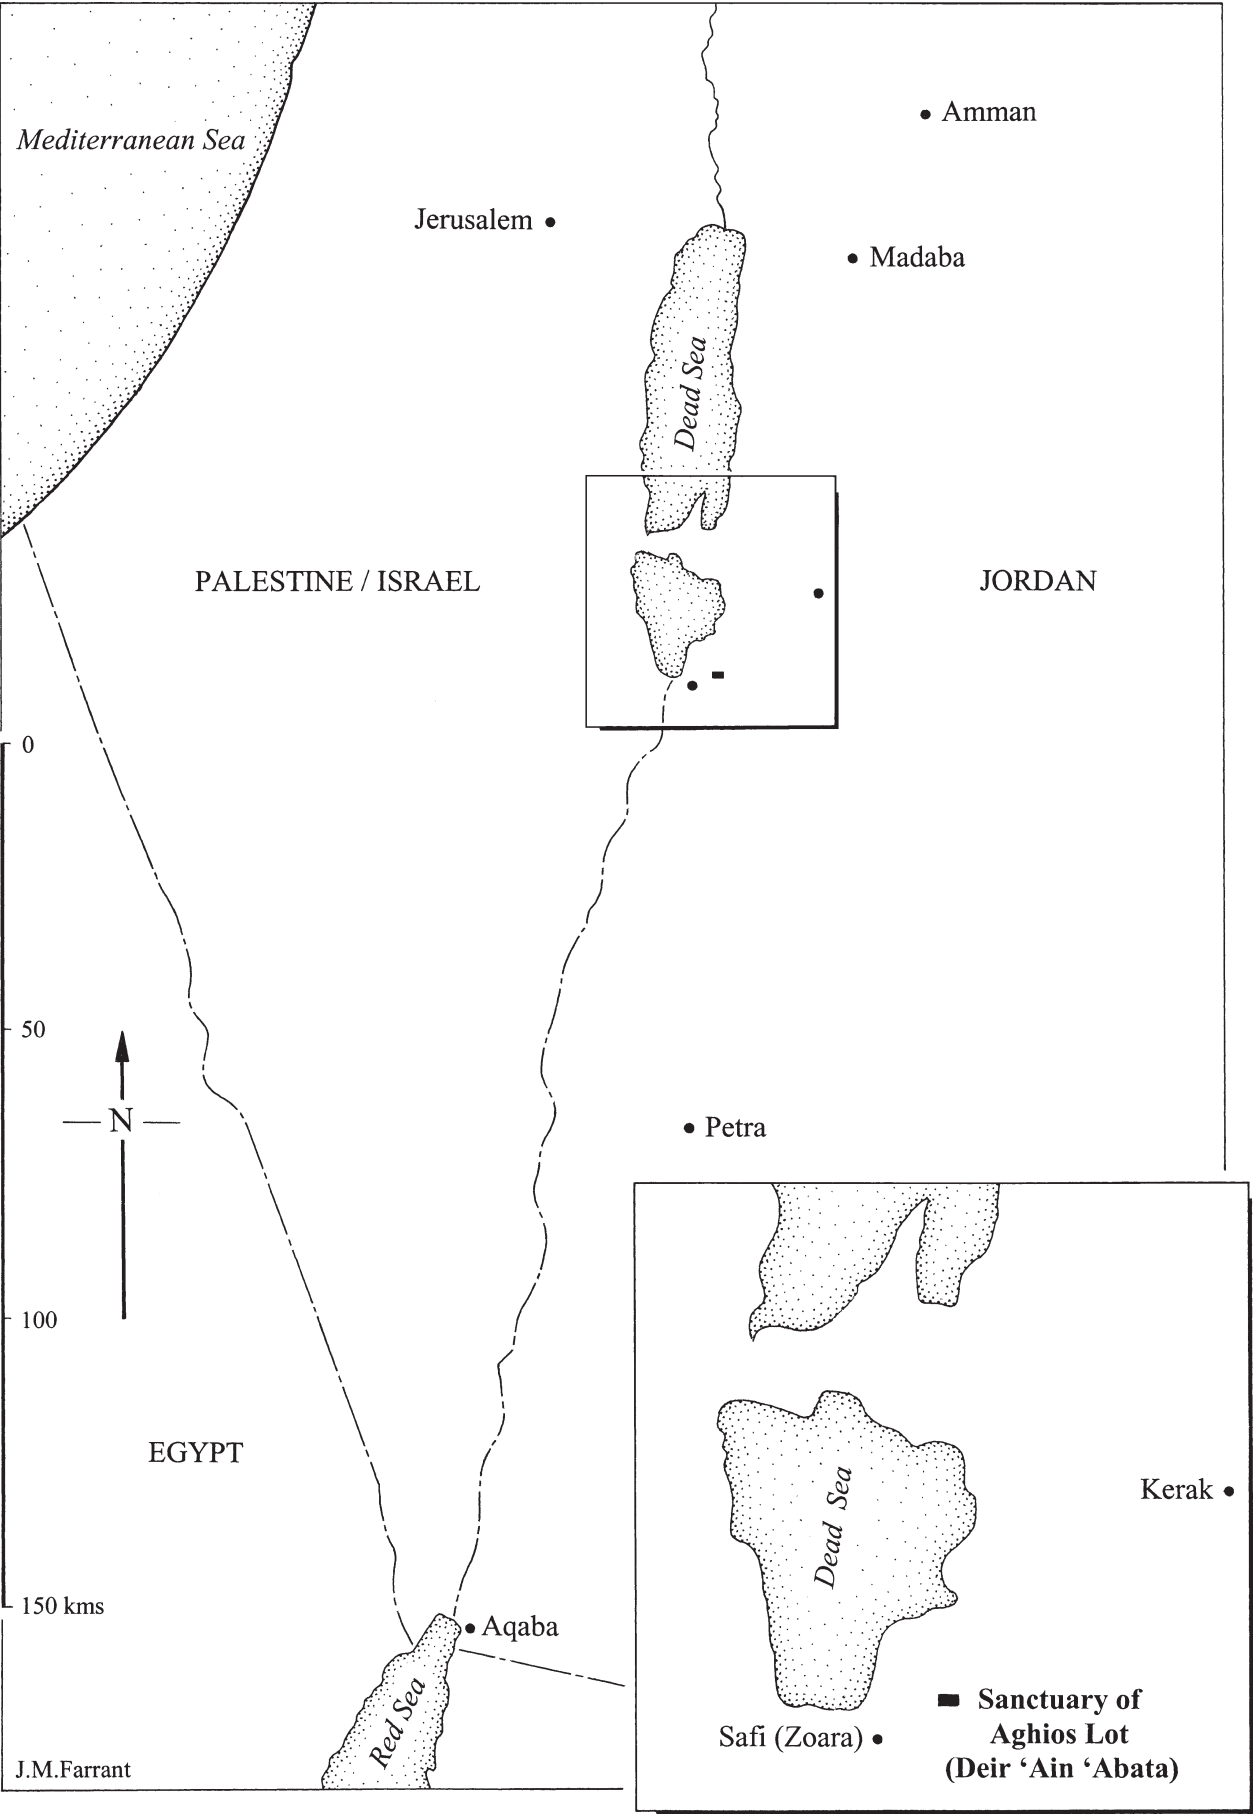 Amman
Mediterranean Sea
Jerusalem
Madaba
Dead Sea
PALESTINE / ISRAEL
JORDAN
0
50
N
Petra
100
EGYPT
Kerak
Dead Sea
150 kms
Aqaba
Red Sea
Sanctuary of
Aghios Lot
(Deir ‘Ain ‘Abata)
Safi (Zoara)
J.M.Farrant